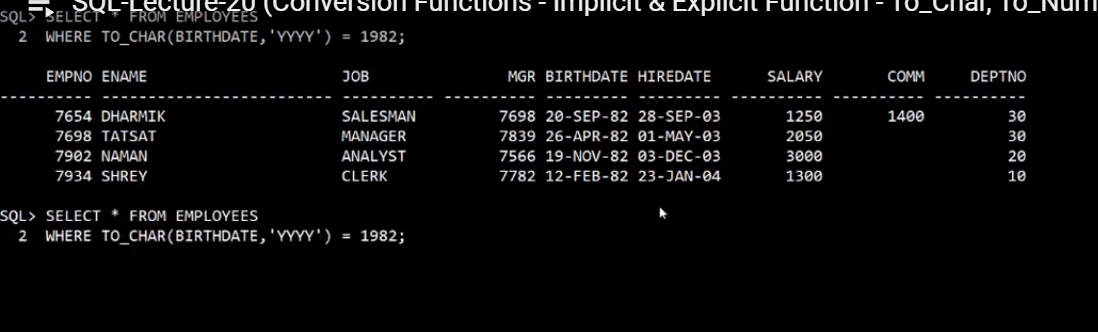 SQL-Lecture-20 (Conversion Functions - Implicit & Explicit Function - To_Char, To_Num
SQL> SELECT * FROM EMPLOYEES
2 WHERE TO_CHAR(BIRTHDATE,'YYYY') = 1982;
EMPNO ENAME JOB MGR BIRTHDATE HIREDATE SALARY COMM DEPTNO
---------- ------------------------- ---------- ---------- --------- --------- ---------- ---------- ----------
7654 DHARMIK SALESMAN 7698 20-SEP-82 28-SEP-03 1250 1400 30
7698 TATSAT MANAGER 7839 26-APR-82 01-MAY-03 2050 30
7902 NAMAN ANALYST 7566 19-NOV-82 03-DEC-03 3000 20
7934 SHREY CLERK 7782 12-FEB-82 23-JAN-04 1300 10
SQL> SELECT * FROM EMPLOYEES
2 WHERE TO_CHAR(BIRTHDATE,'YYYY') = 1982;